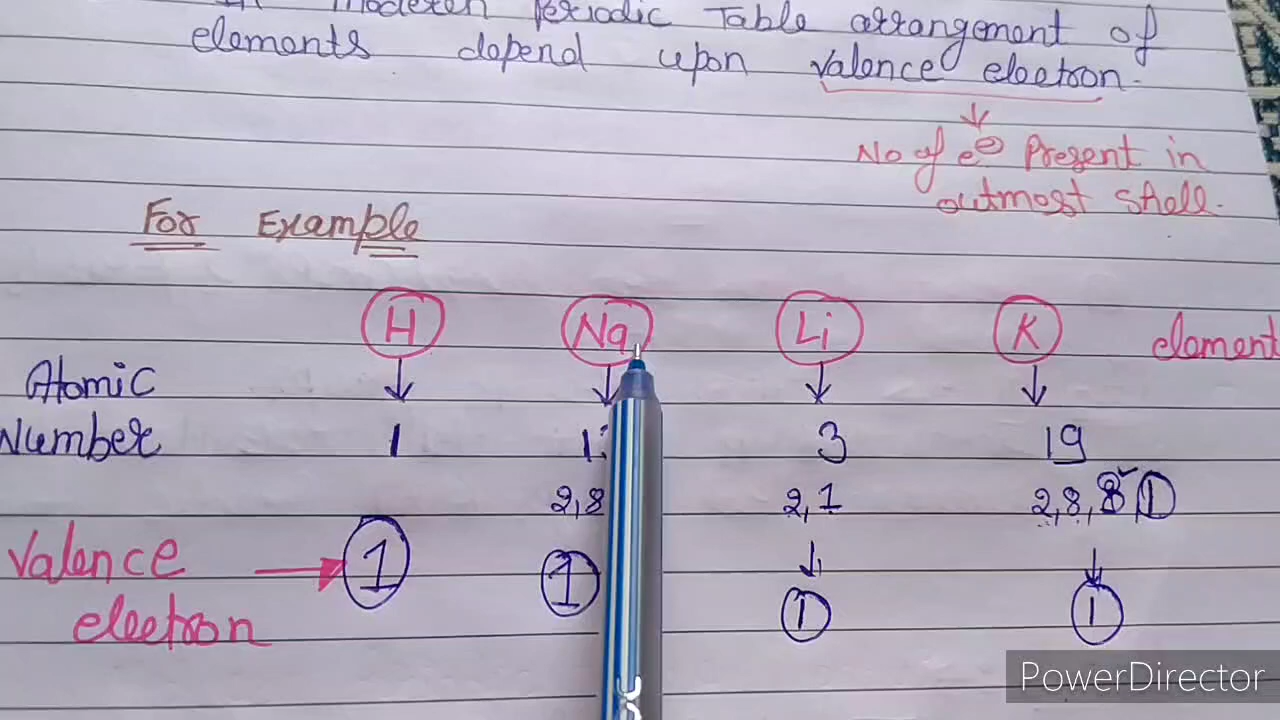 moderen Periodic Table arrangement of
elements depend upon valence electron.
No of e⊖ Present in
outmost shell.
For Example
H Na Li K element
Atomic
Number 1 3 19
2,8 2,1 2,8,8,1
Valence 1 1 1 1
electron
PowerDirector